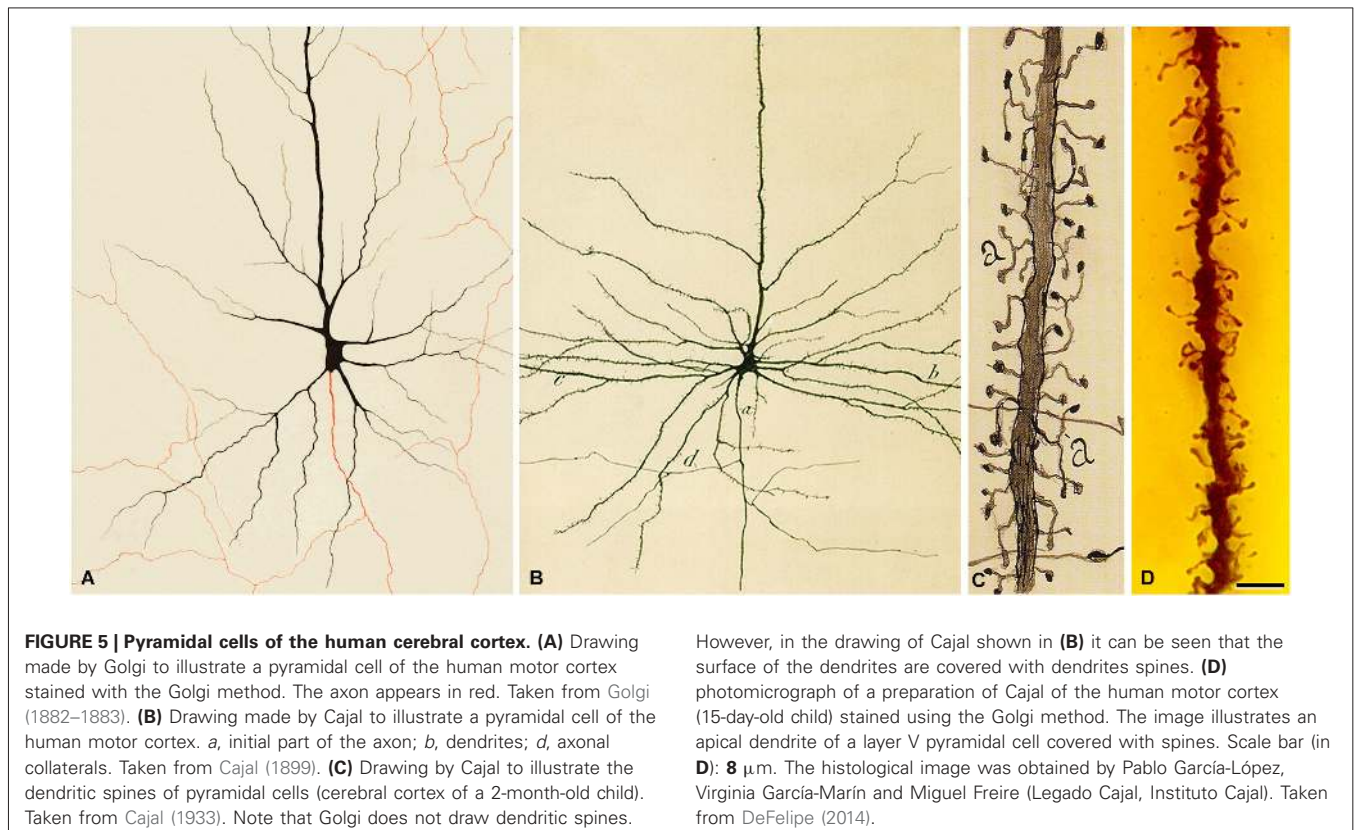 c
b
a
d
a
a
A
B
C
D
FIGURE 5 | Pyramidal cells of the human cerebral cortex. (A) Drawing
made by Golgi to illustrate a pyramidal cell of the human motor cortex
stained with the Golgi method. The axon appears in red. Taken from Golgi
(1882–1883). (B) Drawing made by Cajal to illustrate a pyramidal cell of the
human motor cortex. a, initial part of the axon; b, dendrites; d, axonal
collaterals. Taken from Cajal (1899). (C) Drawing by Cajal to illustrate the
dendritic spines of pyramidal cells (cerebral cortex of a 2-month-old child).
Taken from Cajal (1933). Note that Golgi does not draw dendritic spines.
However, in the drawing of Cajal shown in (B) it can be seen that the
surface of the dendrites are covered with dendrites spines. (D)
photomicrograph of a preparation of Cajal of the human motor cortex
(15-day-old child) stained using the Golgi method. The image illustrates an
apical dendrite of a layer V pyramidal cell covered with spines. Scale bar (in
D): 8 μm. The histological image was obtained by Pablo García-López,
Virginia García-Marín and Miguel Freire (Legado Cajal, Instituto Cajal). Taken
from DeFelipe (2014).